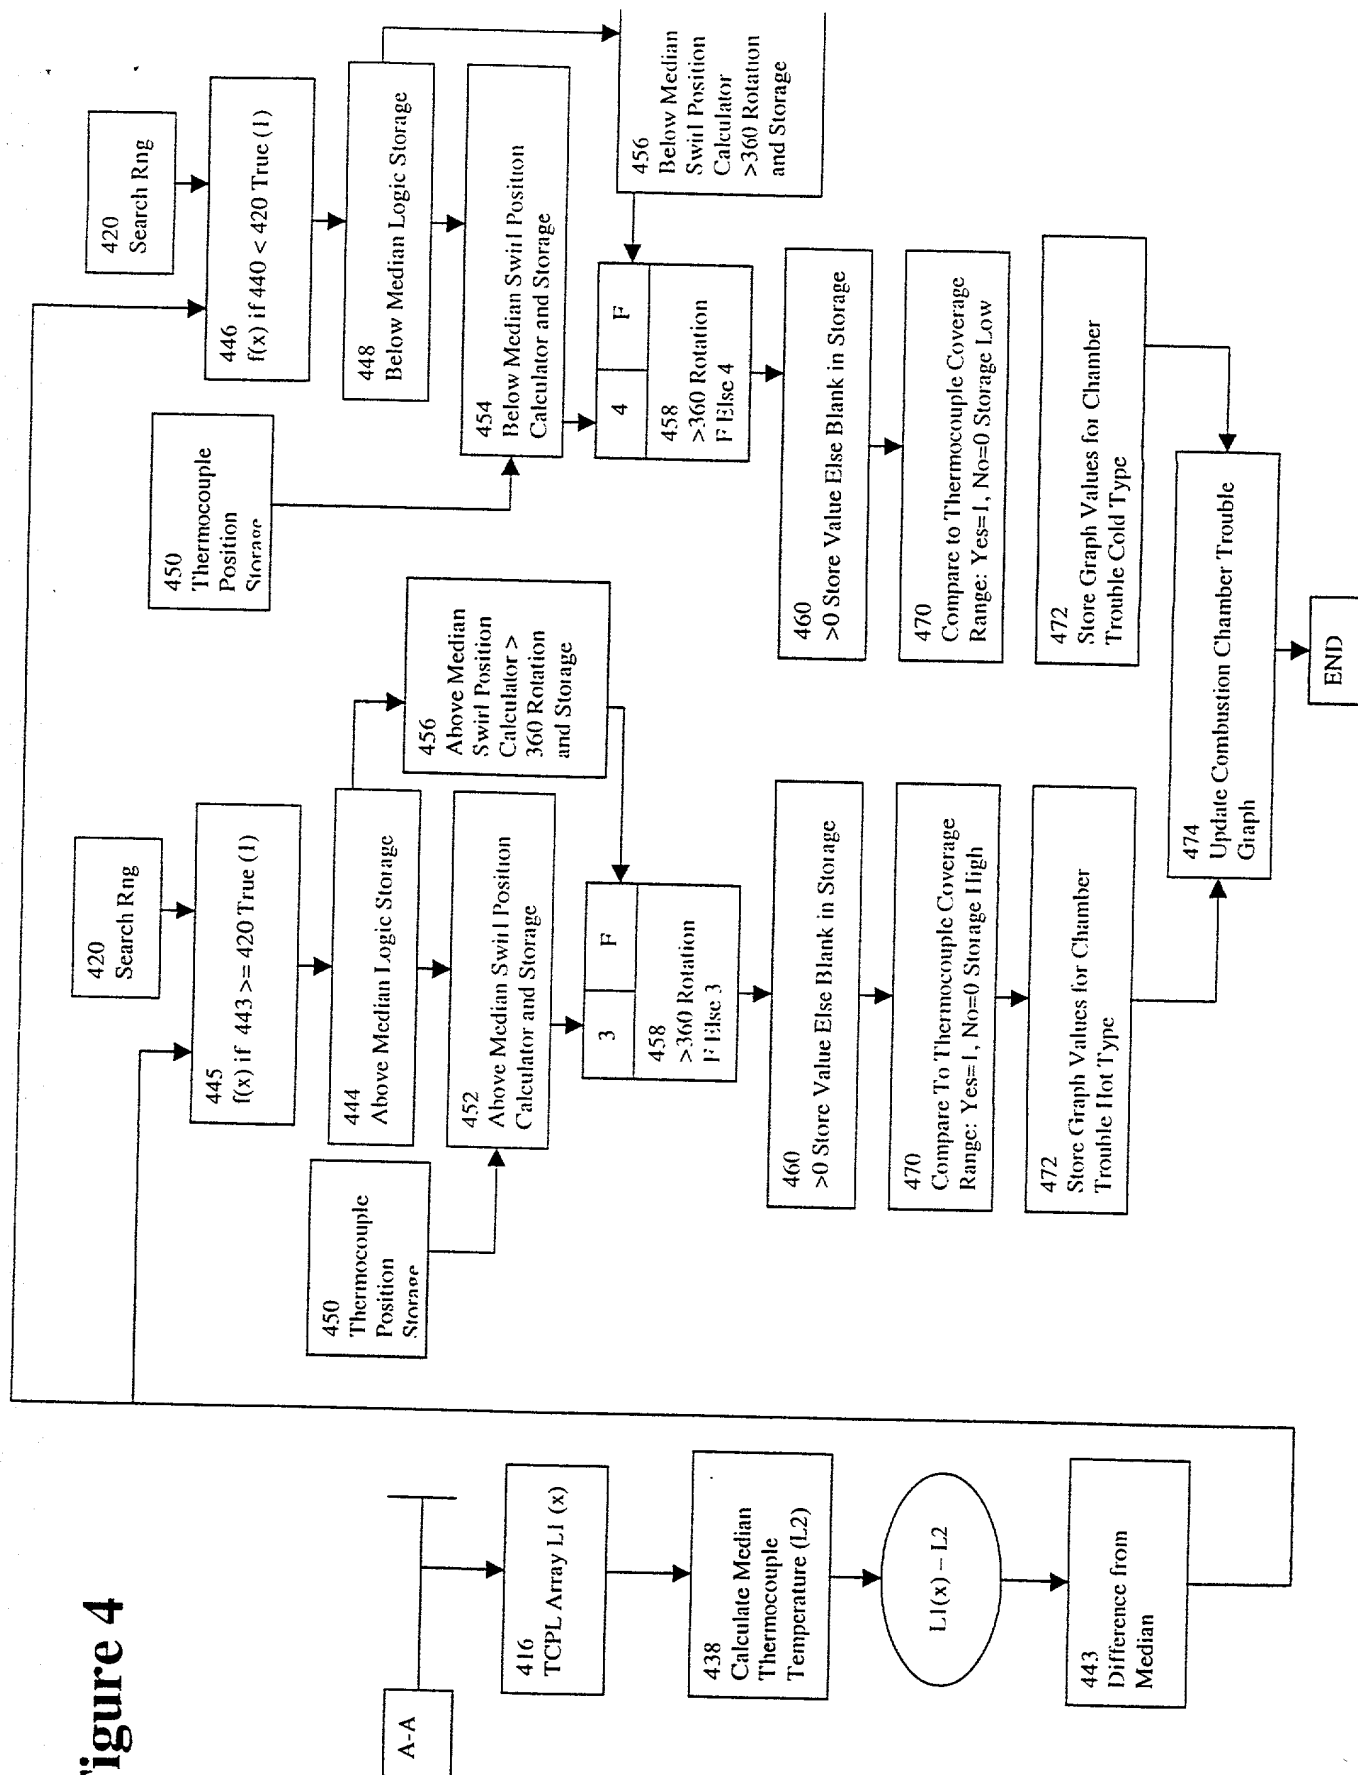 Figure 4
A-A
416
TCPL Array L1 (x)
438
Calculate Median
Thermocouple
Temperature (L2)
L1(x) – L2
443
Difference from
Median
420
Search Rng
445
f(x) if 443 >= 420 True (1)
444
Above Median Logic Storage
450
Thermocouple
Position
Storage
452
Above Median Swirl Position
Calculator and Storage
456
Above Median
Swirl Position
Calculator >
360 Rotation
and Storage
3
F
458
>360 Rotation
F Else 3
460
>0 Store Value Else Blank in Storage
470
Compare To Thermocouple Coverage
Range: Yes=1, No=0 Storage High
472
Store Graph Values for Chamber
Trouble Hot Type
420
Search Rng
446
f(x) if 440 < 420 True (1)
448
Below Median Logic Storage
450
Thermocouple
Position
Storage
454
Below Median Swirl Position
Calculator and Storage
456
Below Median
Swirl Position
Calculator
>360 Rotation
and Storage
4
F
458
>360 Rotation
F Else 4
460
>0 Store Value Else Blank in Storage
470
Compare to Thermocouple Coverage
Range: Yes=1, No=0 Storage Low
472
Store Graph Values for Chamber
Trouble Cold Type
474
Update Combustion Chamber Trouble
Graph
END